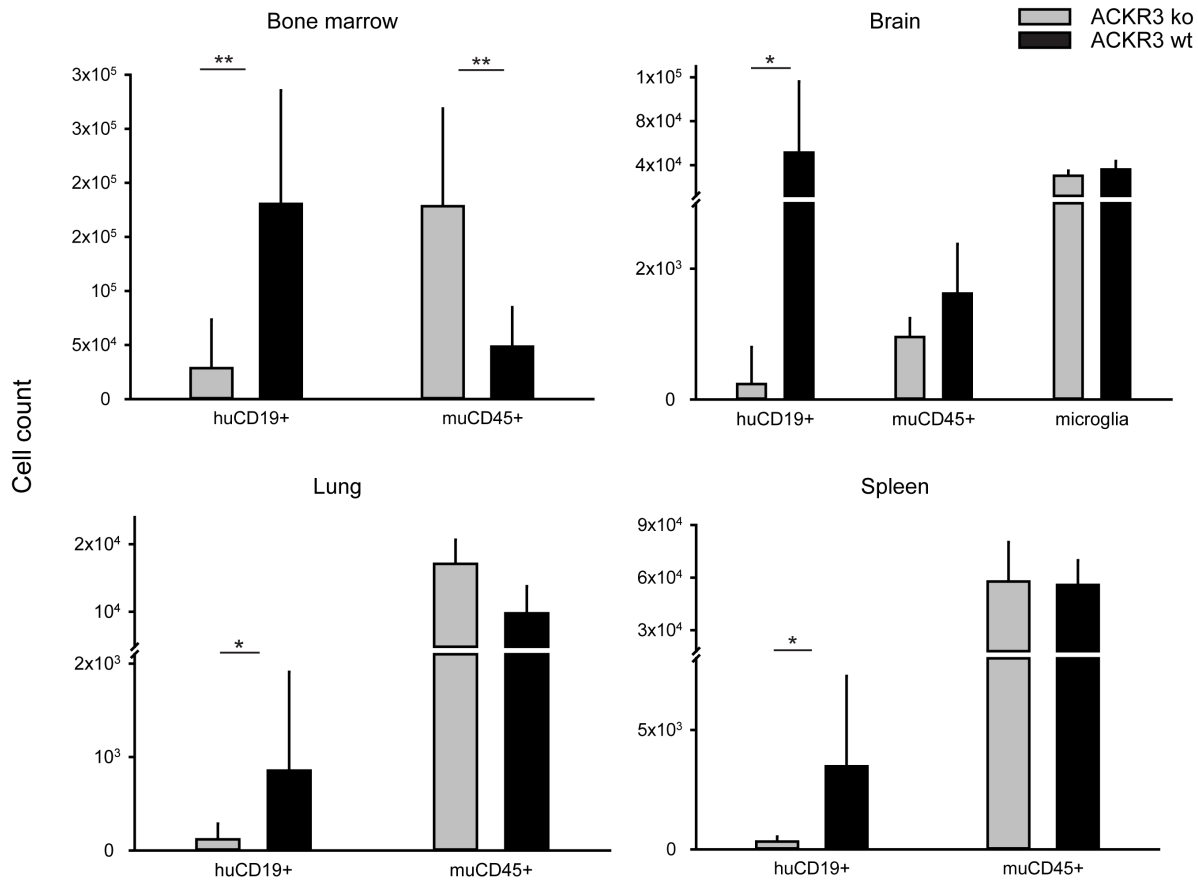 Bone marrow
Brain
ACKR3 ko
ACKR3 wt
**
**
3x10⁵
3x10⁵
2x10⁵
2x10⁵
10⁵
5x10⁴
0
huCD19+
muCD45+
*
1x10⁵
8x10⁴
4x10⁴
2x10³
0
huCD19+
muCD45+
microglia
Cell count
Lung
2x10⁴
10⁴
*
2x10³
10³
0
huCD19+
muCD45+
Spleen
9x10⁴
6x10⁴
3x10⁴
*
5x10³
0
huCD19+
muCD45+